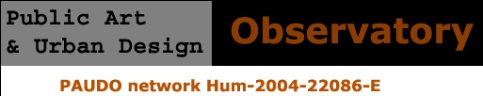 Public Art
& Urban Design
Observatory
PAUDO network Hum-2004-22086-E